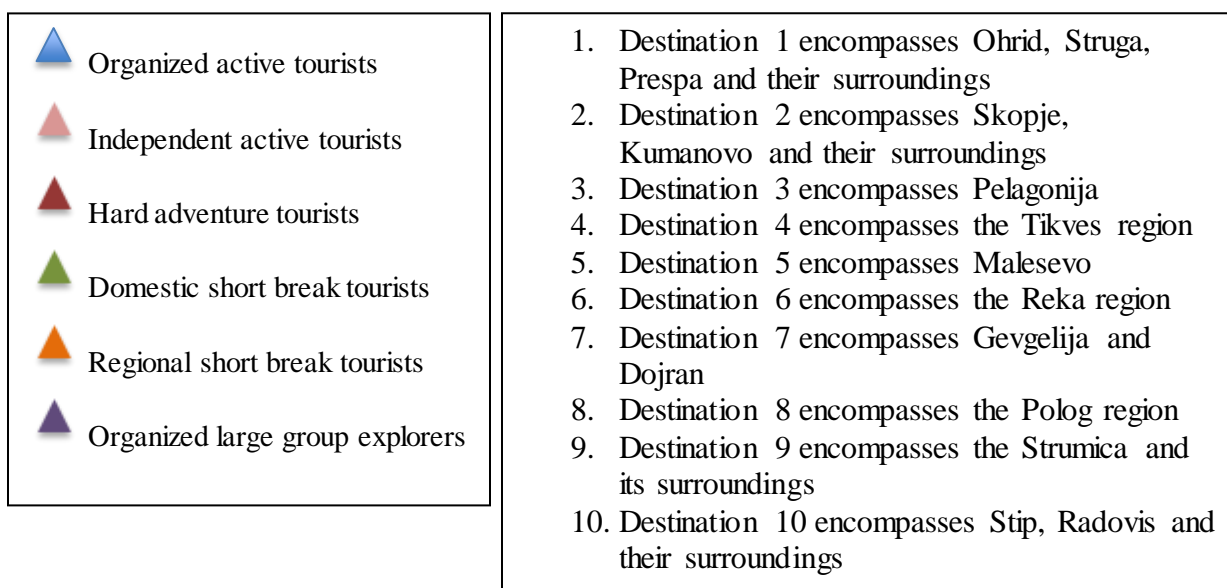 Organized active tourists
Independent active tourists
Hard adventure tourists
Domestic short break tourists
Regional short break tourists
Organized large group explorers
1. Destination 1 encompasses Ohrid, Struga,
Prespa and their surroundings
2. Destination 2 encompasses Skopje,
Kumanovo and their surroundings
3. Destination 3 encompasses Pelagonija
4. Destination 4 encompasses the Tikves region
5. Destination 5 encompasses Malesevo
6. Destination 6 encompasses the Reka region
7. Destination 7 encompasses Gevgelija and
Dojran
8. Destination 8 encompasses the Polog region
9. Destination 9 encompasses the Strumica and
its surroundings
10. Destination 10 encompasses Stip, Radovis and
their surroundings